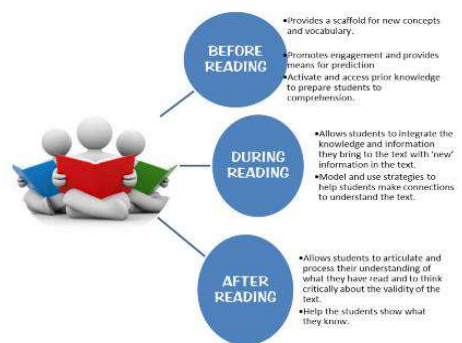 BEFORE
READING
•Provides a scaffold for new concepts
and vocabulary.
•Promotes engagement and provides
means for prediction
•Activate and access prior knowledge
to prepare students to
comprehension.
DURING
READING
•Allows students to integrate the
knowledge and information
they bring to the text with 'new'
information in the text.
•Model and use strategies to
help students make connections
to understand the text.
AFTER
READING
•Allows students to articulate and
process their understanding of
what they have read and to think
critically about the validity of the
text.
•Help the students show what
they know.